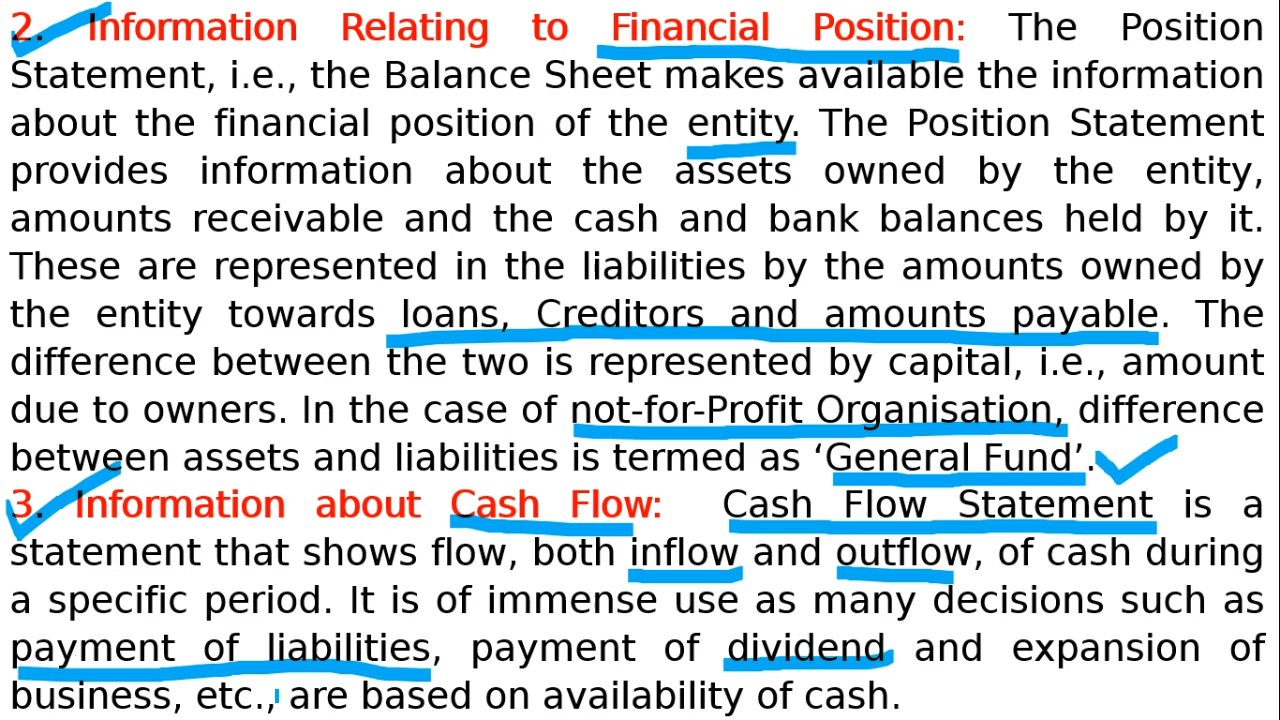 2. Information Relating to Financial Position: The Position
Statement, i.e., the Balance Sheet makes available the information
about the financial position of the entity. The Position Statement
provides information about the assets owned by the entity,
amounts receivable and the cash and bank balances held by it.
These are represented in the liabilities by the amounts owned by
the entity towards loans, Creditors and amounts payable. The
difference between the two is represented by capital, i.e., amount
due to owners. In the case of not-for-Profit Organisation, difference
between assets and liabilities is termed as ‘General Fund’.
3. Information about Cash Flow: Cash Flow Statement is a
statement that shows flow, both inflow and outflow, of cash during
a specific period. It is of immense use as many decisions such as
payment of liabilities, payment of dividend and expansion of
business, etc., are based on availability of cash.